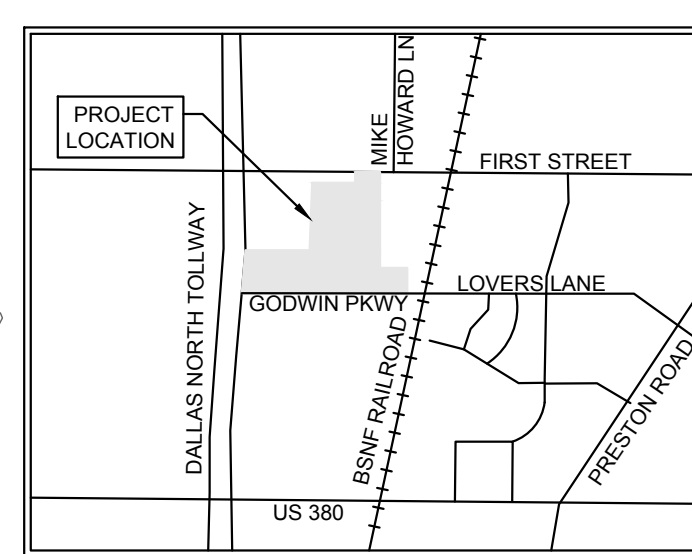 PROJECT
LOCATION
MIKE
HOWARD LN
FIRST STREET
DALLAS NORTH TOLLWAY
GODWIN PKWY
LOVERS LANE
BSNF RAILROAD
PRESTON ROAD
US 380